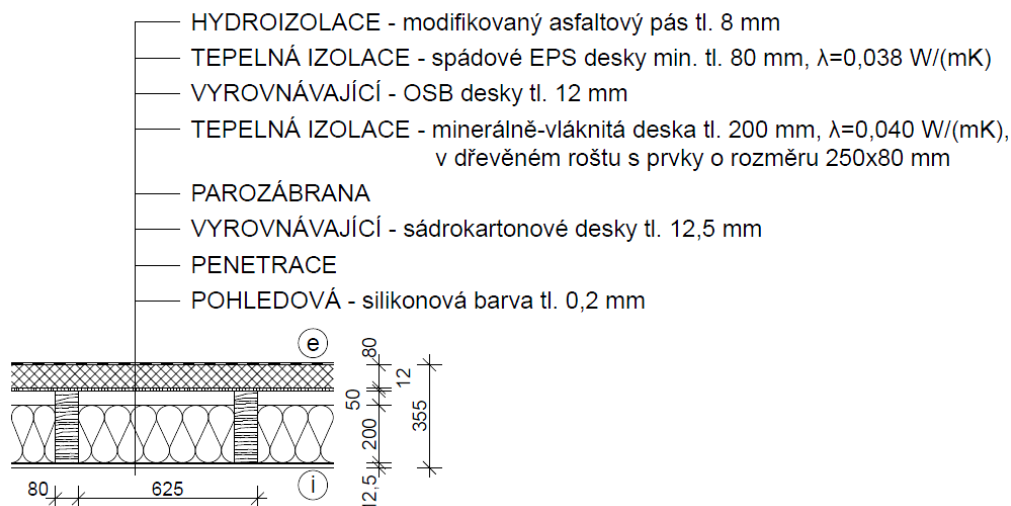 HYDROIZOLACE - modifikovaný asfaltový pás tl. 8 mm
TEPELNÁ IZOLACE - spádové EPS desky min. tl. 80 mm, λ=0,038 W/(mK)
VYROVNÁVAJÍCÍ - OSB desky tl. 12 mm
TEPELNÁ IZOLACE - minerálně-vláknitá deska tl. 200 mm, λ=0,040 W/(mK),
v dřevěném roštu s prvky o rozměru 250x80 mm
PAROZÁBRANA
VYROVNÁVAJÍCÍ - sádrokartonové desky tl. 12,5 mm
PENETRACE
POHLEDOVÁ - silikonová barva tl. 0,2 mm
e
80
12
50
200
355
12,5
i
80
625